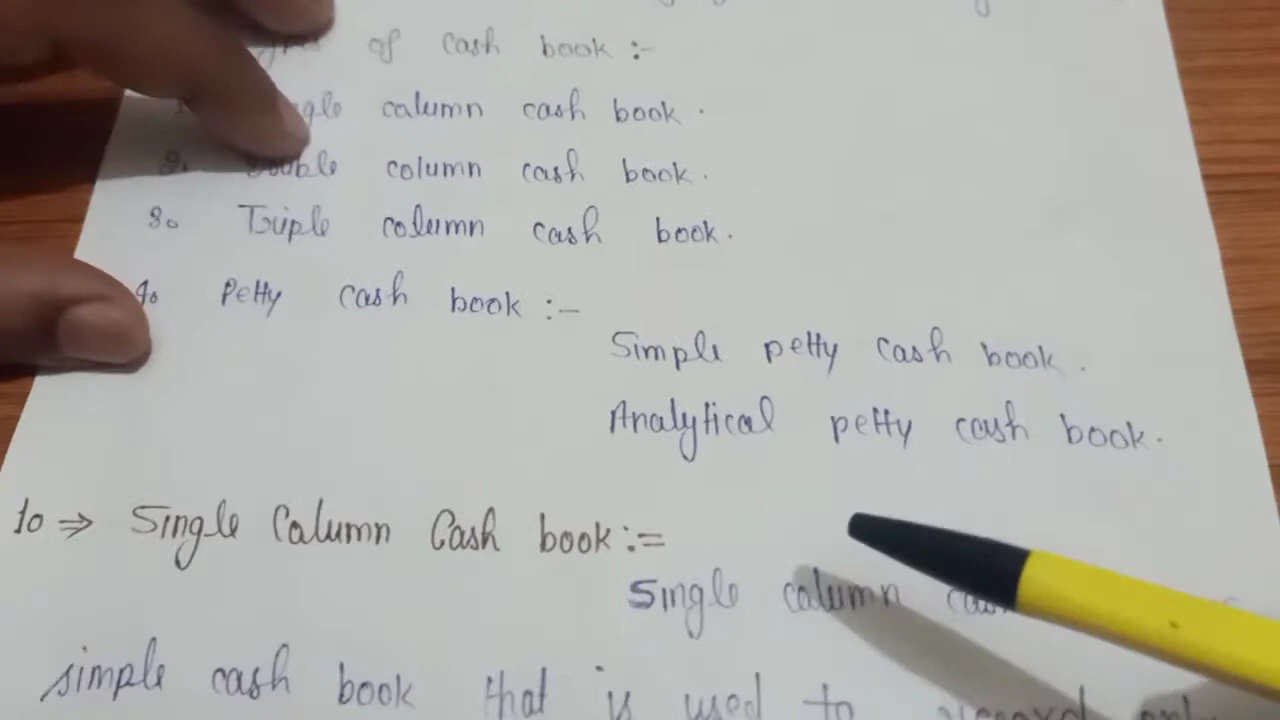 of cash book :-
column cash book.
Double column cash book.
3. Triple column cash book.
4. Petty cash book :-
Simple petty cash book.
Analytical petty cash book.
1. ⇒ Single Column Cash book :=
Single column
simple cash book that is used to